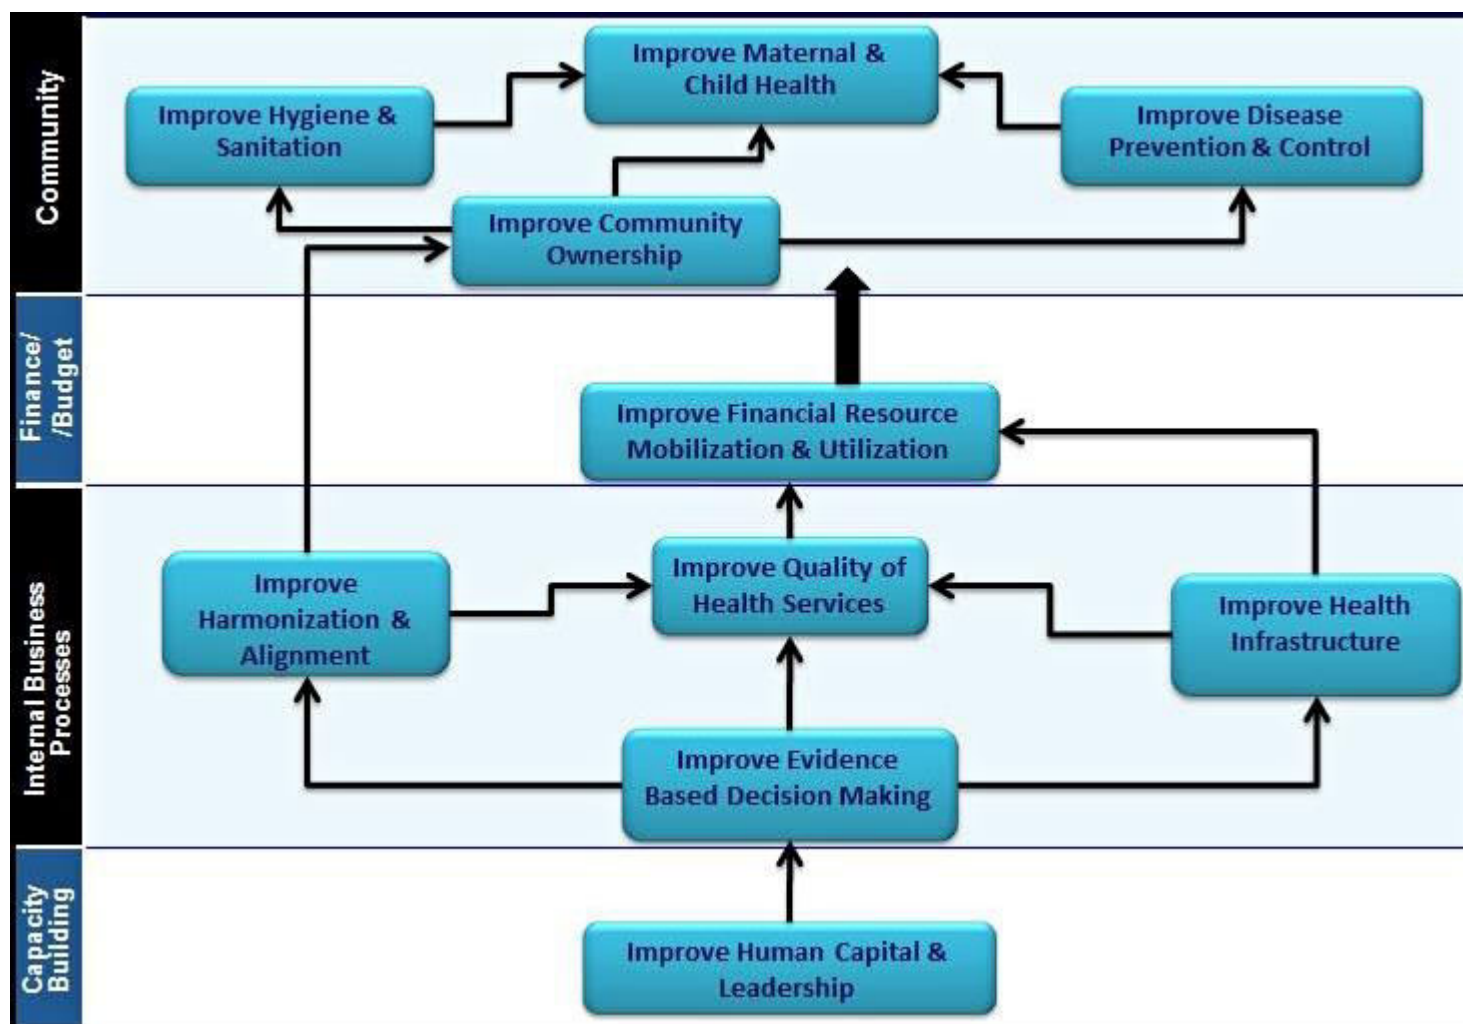 Community
Improve Maternal &
Child Health
Improve Hygiene &
Sanitation
Improve Disease
Prevention & Control
Improve Community
Ownership
Finance/
/Budget
Improve Financial Resource
Mobilization & Utilization
Internal Business
Processes
Improve
Harmonization &
Alignment
Improve Quality of
Health Services
Improve Health
Infrastructure
Improve Evidence
Based Decision Making
Capacity
Building
Improve Human Capital &
Leadership